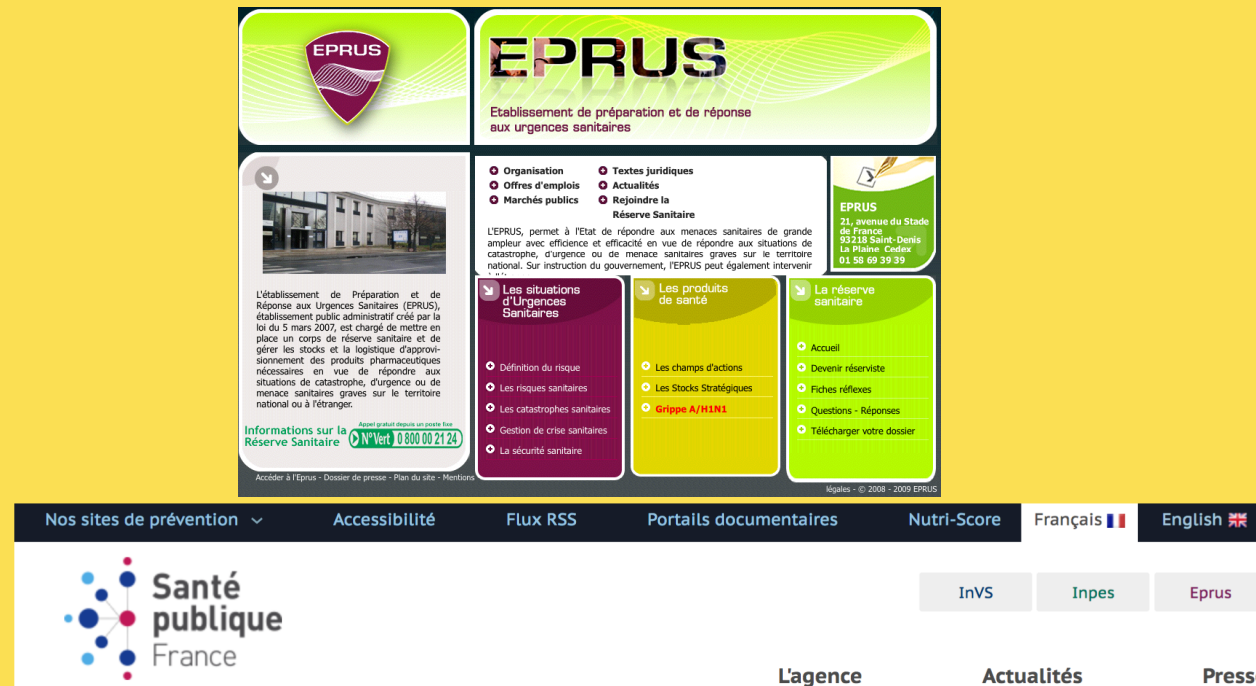 EPRUS
EPRUS
Etablissement de préparation et de réponse
aux urgences sanitaires
L'établissement de Préparation et de
Réponse aux Urgences Sanitaires (EPRUS),
établissement public administratif créé par la
loi du 5 mars 2007, est chargé de mettre en
place un corps de réserve sanitaire et de
gérer les stocks et la logistique d'approvi-
sionnement des produits pharmaceutiques
nécessaires en vue de répondre aux
situations de catastrophe, d'urgence ou de
menace sanitaires graves sur le territoire
national ou à l'étranger.
Informations sur la
Réserve Sanitaire
Appel gratuit depuis un poste fixe
N° Vert 0 800 00 21 24
Organisation
Offres d'emplois
Marchés publics
Textes juridiques
Actualités
Rejoindre la
Réserve Sanitaire
L'EPRUS, permet à l'Etat de répondre aux menaces sanitaires de grande
ampleur avec efficience et efficacité en vue de répondre aux situations de
catastrophe, d'urgence ou de menace sanitaires graves sur le territoire
national. Sur instruction du gouvernement, l'EPRUS peut également intervenir
EPRUS
21, avenue du Stade
de France
93218 Saint-Denis
La Plaine Cedex
01 58 69 39 39
Les situations
d'Urgences
Sanitaires
Définition du risque
Les risques sanitaires
Les catastrophes sanitaires
Gestion de crise sanitaires
La sécurité sanitaire
Les produits
de santé
Les champs d'actions
Les Stocks Stratégiques
Grippe A/H1N1
La réserve
sanitaire
Accueil
Devenir réserviste
Fiches réflexes
Questions - Réponses
Télécharger votre dossier
Accéder à l'Eprus - Dossier de presse - Plan du site - Mentions
légales - © 2008 - 2009 EPRUS
Nos sites de prévention
Accessibilité
Flux RSS
Portails documentaires
Nutri-Score
Français
English
Santé
publique
France
InVS
Inpes
Eprus
L'agence
Actualités
Press